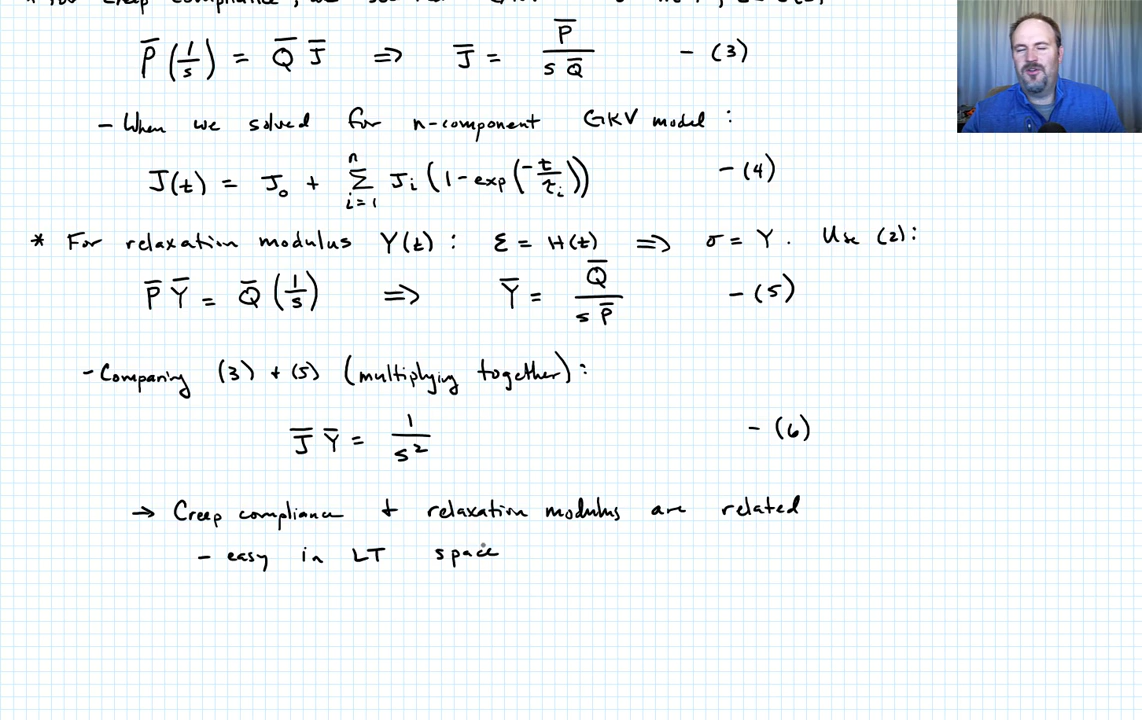 P̄ (1/s) = Q̄ J̄ ⇒ J̄ = P̄ / (s Q̄) - (3)
- When we solved for n-component GKV model :
J(t) = J₀ + Σ_{i=1}^{n} Jᵢ (1 - exp(-t/τᵢ)) - (4)
* For relaxation modulus Y(t) : ε = H(t) ⇒ σ = Y . Use (2) :
P̄ Ȳ = Q̄ (1/s) ⇒ Ȳ = Q̄ / (s P̄) - (5)
- Comparing (3) + (5) (multiplying together) :
J̄ Ȳ = 1/s² - (6)
→ Creep compliance + relaxation modulus are related
- easy in LT space